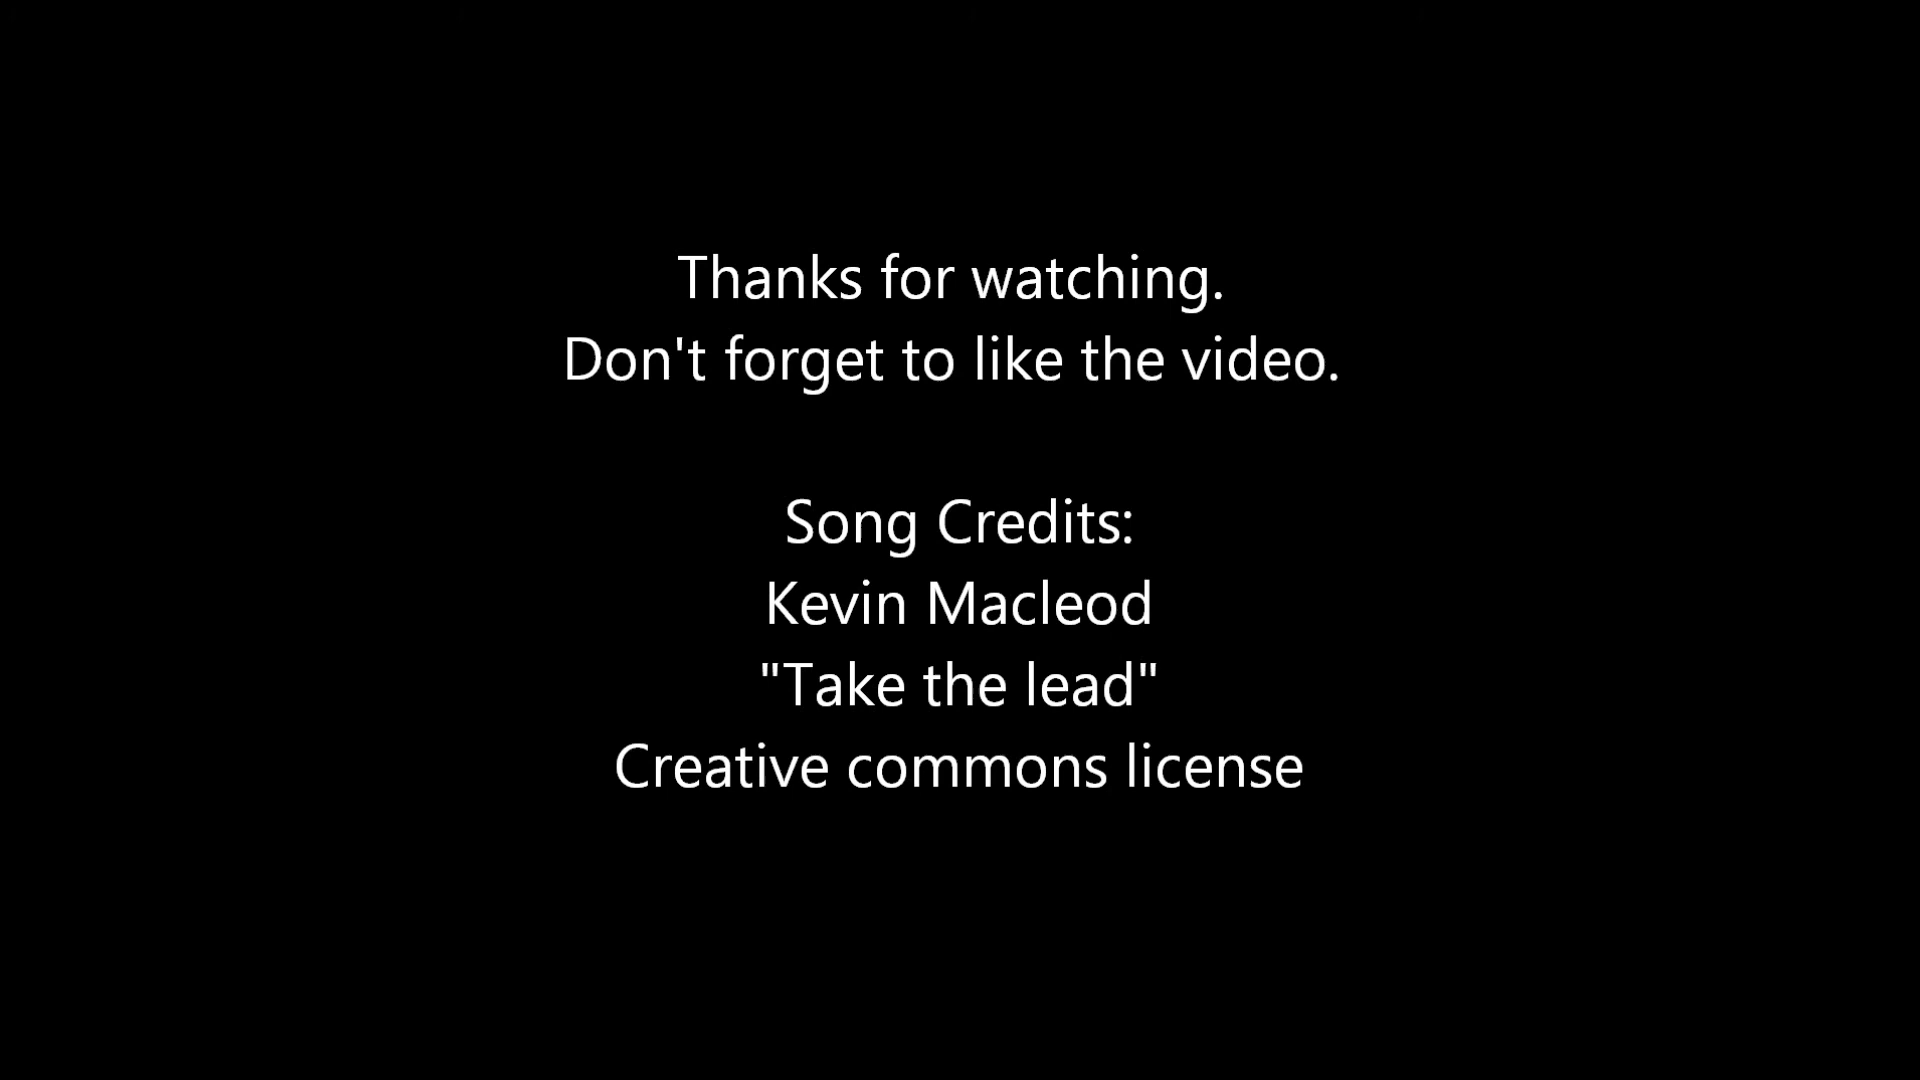 Thanks for watching.
Don't forget to like the video.
Song Credits:
Kevin Macleod
"Take the lead"
Creative commons license